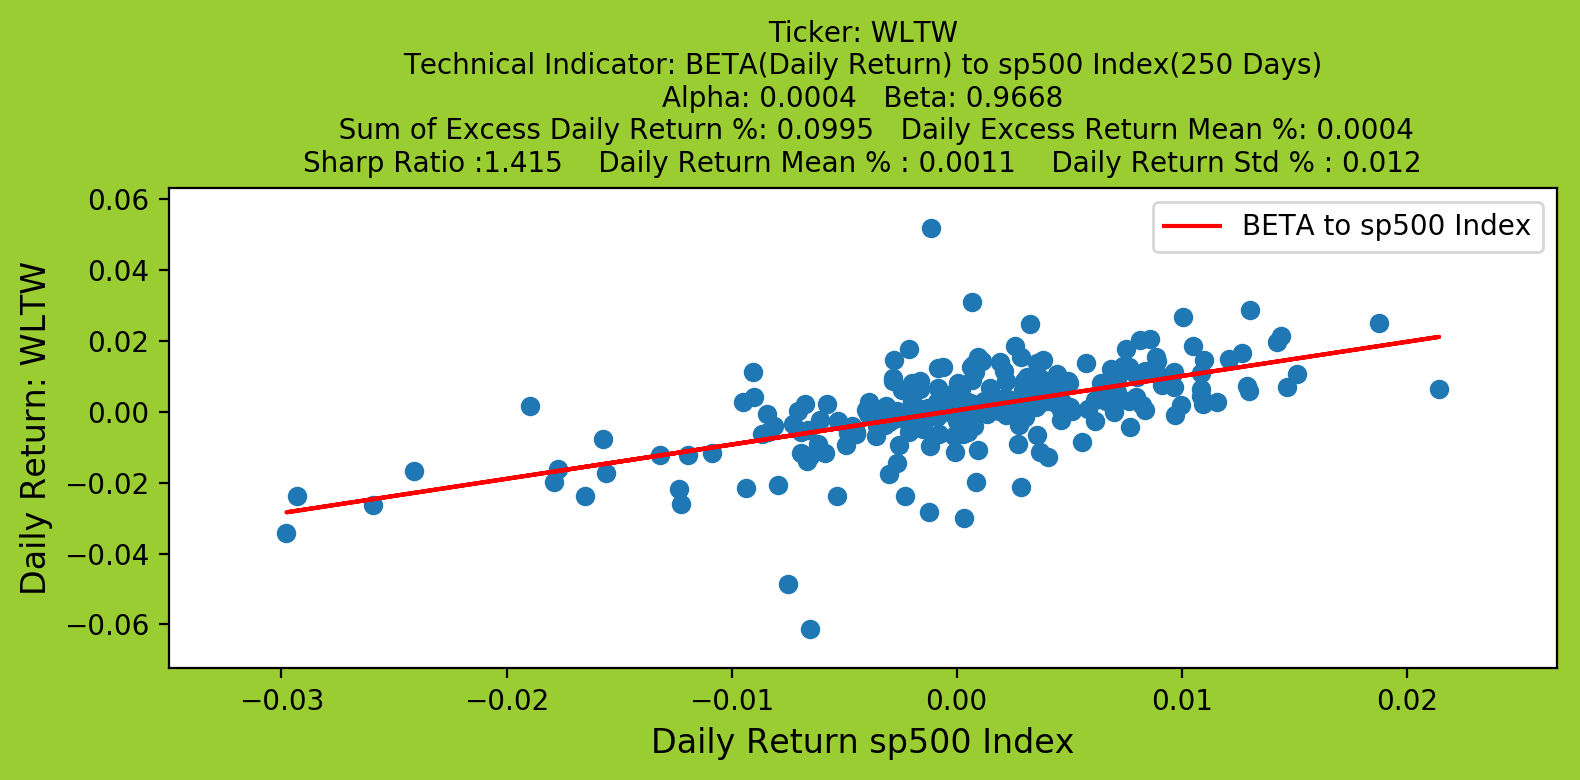 Ticker: WLTW
Technical Indicator: BETA(Daily Return) to sp500 Index(250 Days)
Alpha: 0.0004   Beta: 0.9668
Sum of Excess Daily Return %: 0.0995   Daily Excess Return Mean %: 0.0004
Sharp Ratio :1.415    Daily Return Mean % : 0.0011    Daily Return Std % : 0.012
BETA to sp500 Index
Daily Return: WLTW
0.06
0.04
0.02
0.00
−0.02
−0.04
−0.06
−0.03
−0.02
−0.01
0.00
0.01
0.02
Daily Return sp500 Index